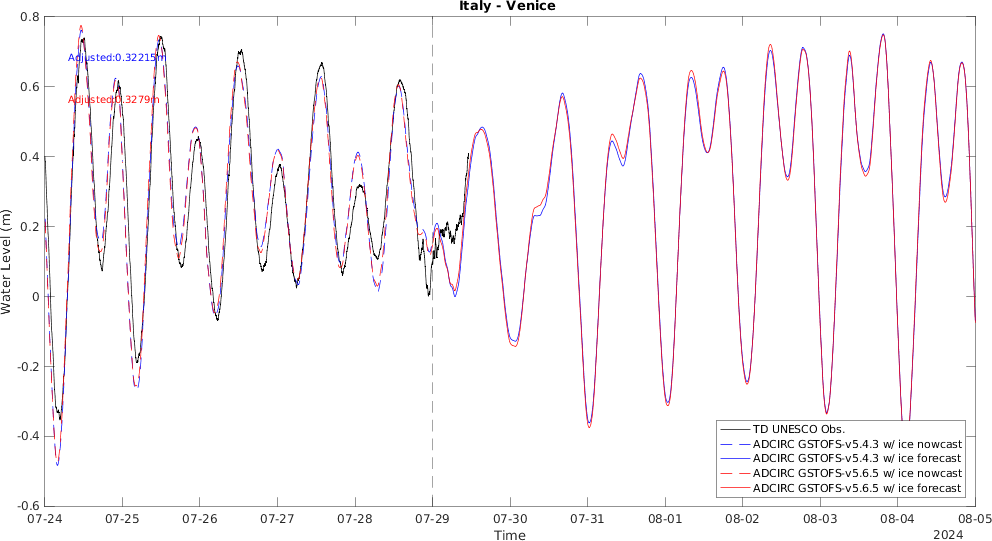 Italy - Venice
Adjusted:0.32215m
Adjusted:0.3279m
Water Level (m)
0.8
0.6
0.4
0.2
0
-0.2
-0.4
-0.6
07-24 07-25 07-26 07-27 07-28 07-29 07-30 07-31 08-01 08-02 08-03 08-04 08-05
Time
2024
TD UNESCO Obs.
ADCIRC GSTOFS-v5.4.3 w/ ice nowcast
ADCIRC GSTOFS-v5.4.3 w/ ice forecast
ADCIRC GSTOFS-v5.6.5 w/ ice nowcast
ADCIRC GSTOFS-v5.6.5 w/ ice forecast